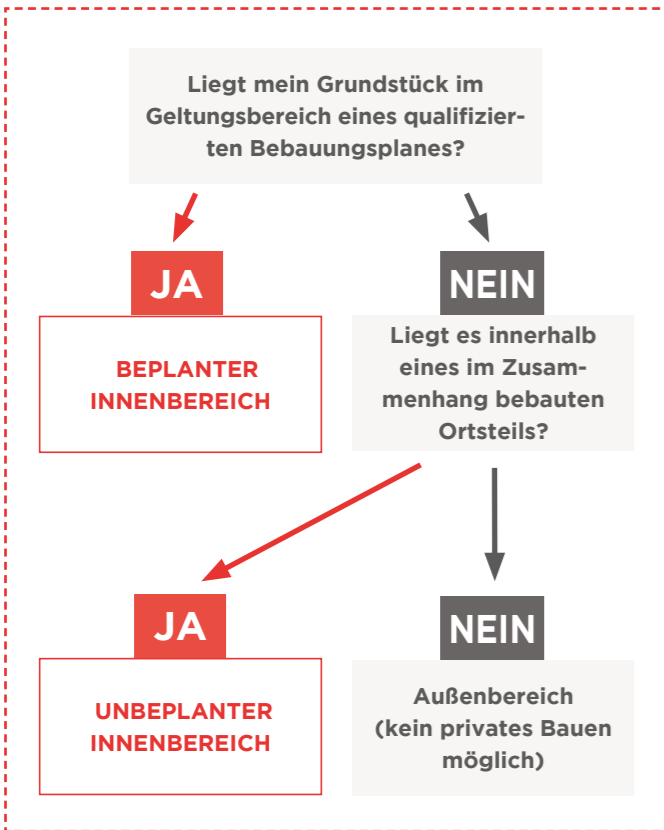 Liegt mein Grundstück im
Geltungsbereich eines qualifizier-
ten Bebauungsplanes?
JA
BEPLANTER
INNENBEREICH
NEIN
Liegt es innerhalb
eines im Zusam-
menhang bebauten
Ortsteils?
JA
UNBEPLANTER
INNENBEREICH
NEIN
Außenbereich
(kein privates Bauen
möglich)